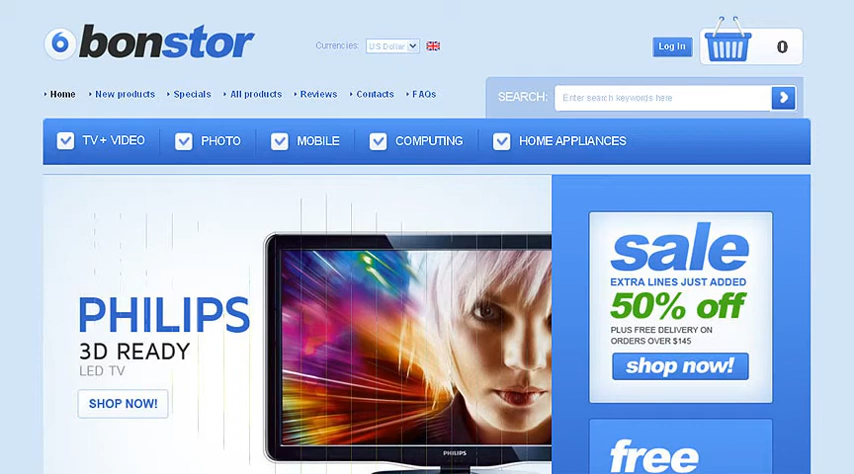 6 bonstor
Currencies: US Dollar
Log In
0
Home New products Specials All products Reviews Contacts FAQs
SEARCH: Enter search keywords here
TV + VIDEO PHOTO MOBILE COMPUTING HOME APPLIANCES
PHILIPS
3D READY
LED TV
SHOP NOW!
PHILIPS
sale
EXTRA LINES JUST ADDED
50% off
PLUS FREE DELIVERY ON
ORDERS OVER $145
shop now!
free